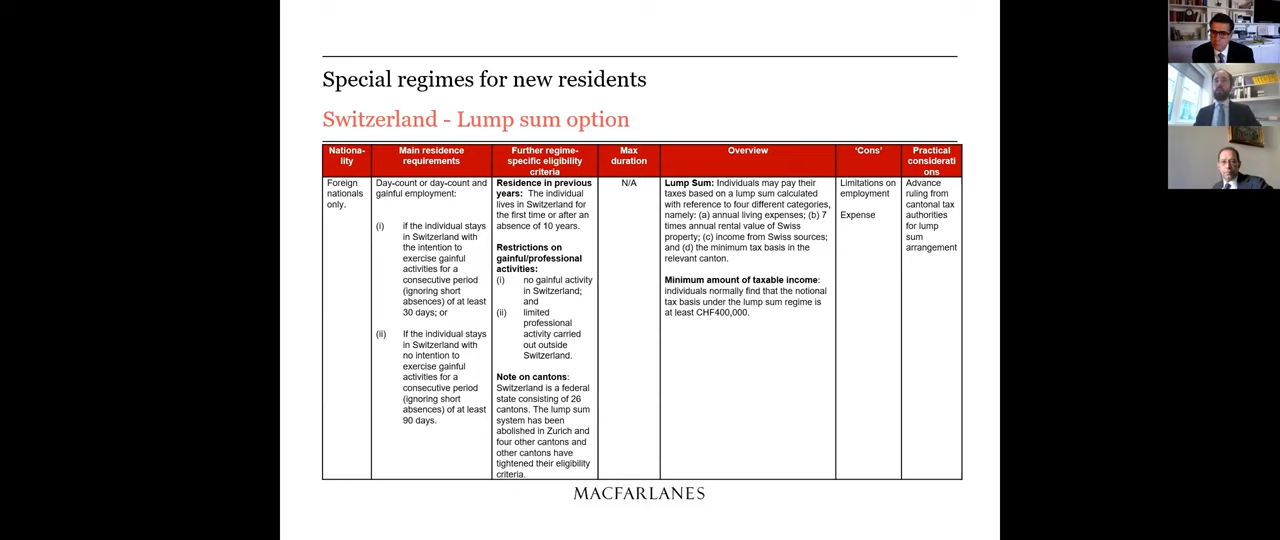 Special regimes for new residents
Switzerland - Lump sum option
Nationa-
lity
Main residence
requirements
Further regime-
specific eligibility
criteria
Max
duration
Overview
‘Cons’
Practical
considerati
ons
Foreign
nationals
only.
Day-count or day-count and
gainful employment:
(i) if the individual stays
in Switzerland with
the intention to
exercise gainful
activities for a
consecutive period
(ignoring short
absences) of at least
30 days; or
(ii) If the individual stays
in Switzerland with
no intention to
exercise gainful
activities for a
consecutive period
(ignoring short
absences) of at least
90 days.
Residence in previous
years: The individual
lives in Switzerland for
the first time or after an
absence of 10 years.
Restrictions on
gainful/professional
activities:
(i) no gainful activity
in Switzerland;
and
(ii) limited
professional
activity carried
out outside
Switzerland.
Note on cantons:
Switzerland is a federal
state consisting of 26
cantons. The lump sum
system has been
abolished in Zurich and
four other cantons and
other cantons have
tightened their eligibility
criteria.
N/A
Lump Sum: Individuals may pay their
taxes based on a lump sum calculated
with reference to four different categories,
namely: (a) annual living expenses; (b) 7
times annual rental value of Swiss
property; (c) income from Swiss sources;
and (d) the minimum tax basis in the
relevant canton.
Minimum amount of taxable income:
individuals normally find that the notional
tax basis under the lump sum regime is
at least CHF400,000.
Limitations on
employment
Expense
Advance
ruling from
cantonal tax
authorities
for lump
sum
arrangement
MACFARLANES